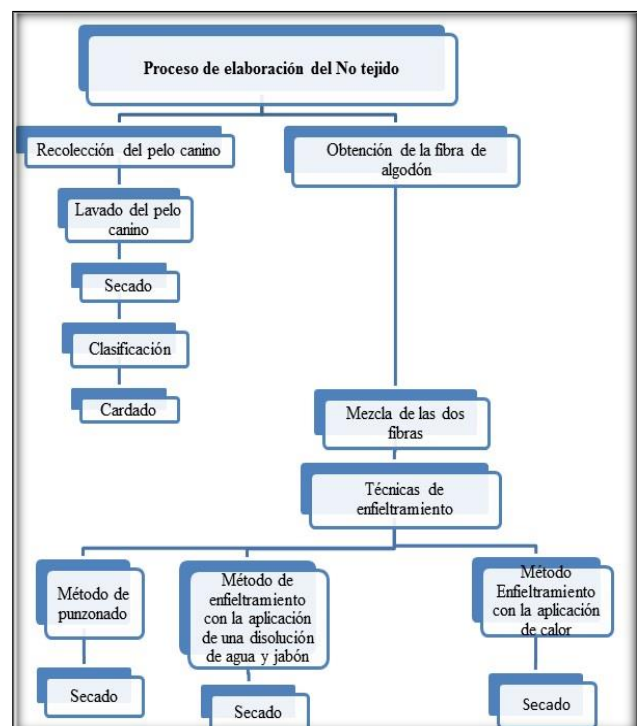 Proceso de elaboración del No tejido
Recolección del pelo canino
Obtención de la fibra de
algodón
Lavado del pelo
canino
Secado
Clasificación
Cardado
Mezcla de las dos
fibras
Técnicas de
enfieltramiento
Método de
punzonado
Método de
enfieltramiento
con la aplicación
de una disolución
de agua y jabón
Método
Enfieltramiento
con la aplicación
de calor
Secado
Secado
Secado